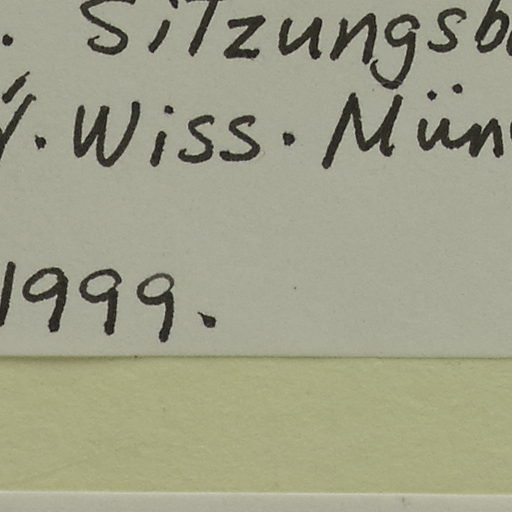 . Sitzungsb
. Wiss. Mün
1999.